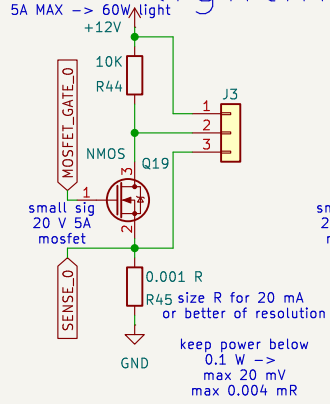 5A MAX -> 60W light
+12V
10K
R44
J3
1
2
3
MOSFET_GATE_0
NMOS
Q19
3
1
2
small sig
20 V 5A
mosfet
SENSE_0
0.001 R
R45
size R for 20 mA
or better of resolution
GND
keep power below
0.1 W ->
max 20 mV
max 0.004 mR